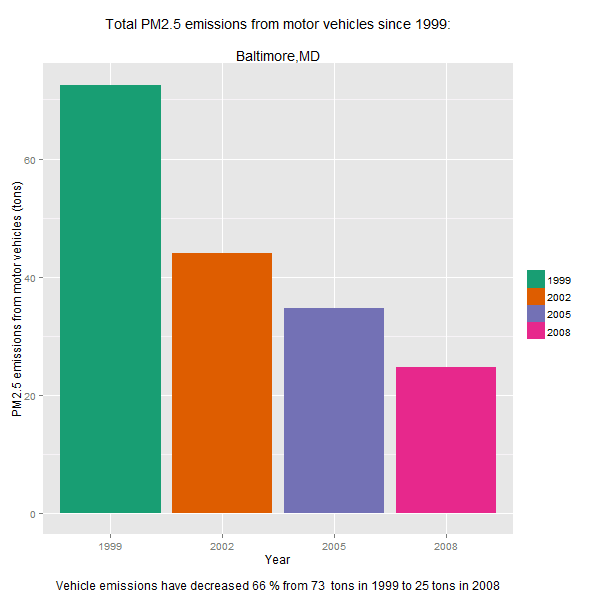 Total PM2.5 emissions from motor vehicles since 1999:
Baltimore,MD
PM2.5 emissions from motor vehicles (tons)
60
40
20
0
1999
2002
2005
2008
1999 2002 2005 2008
Year
Vehicle emissions have decreased 66 % from 73 tons in 1999 to 25 tons in 2008